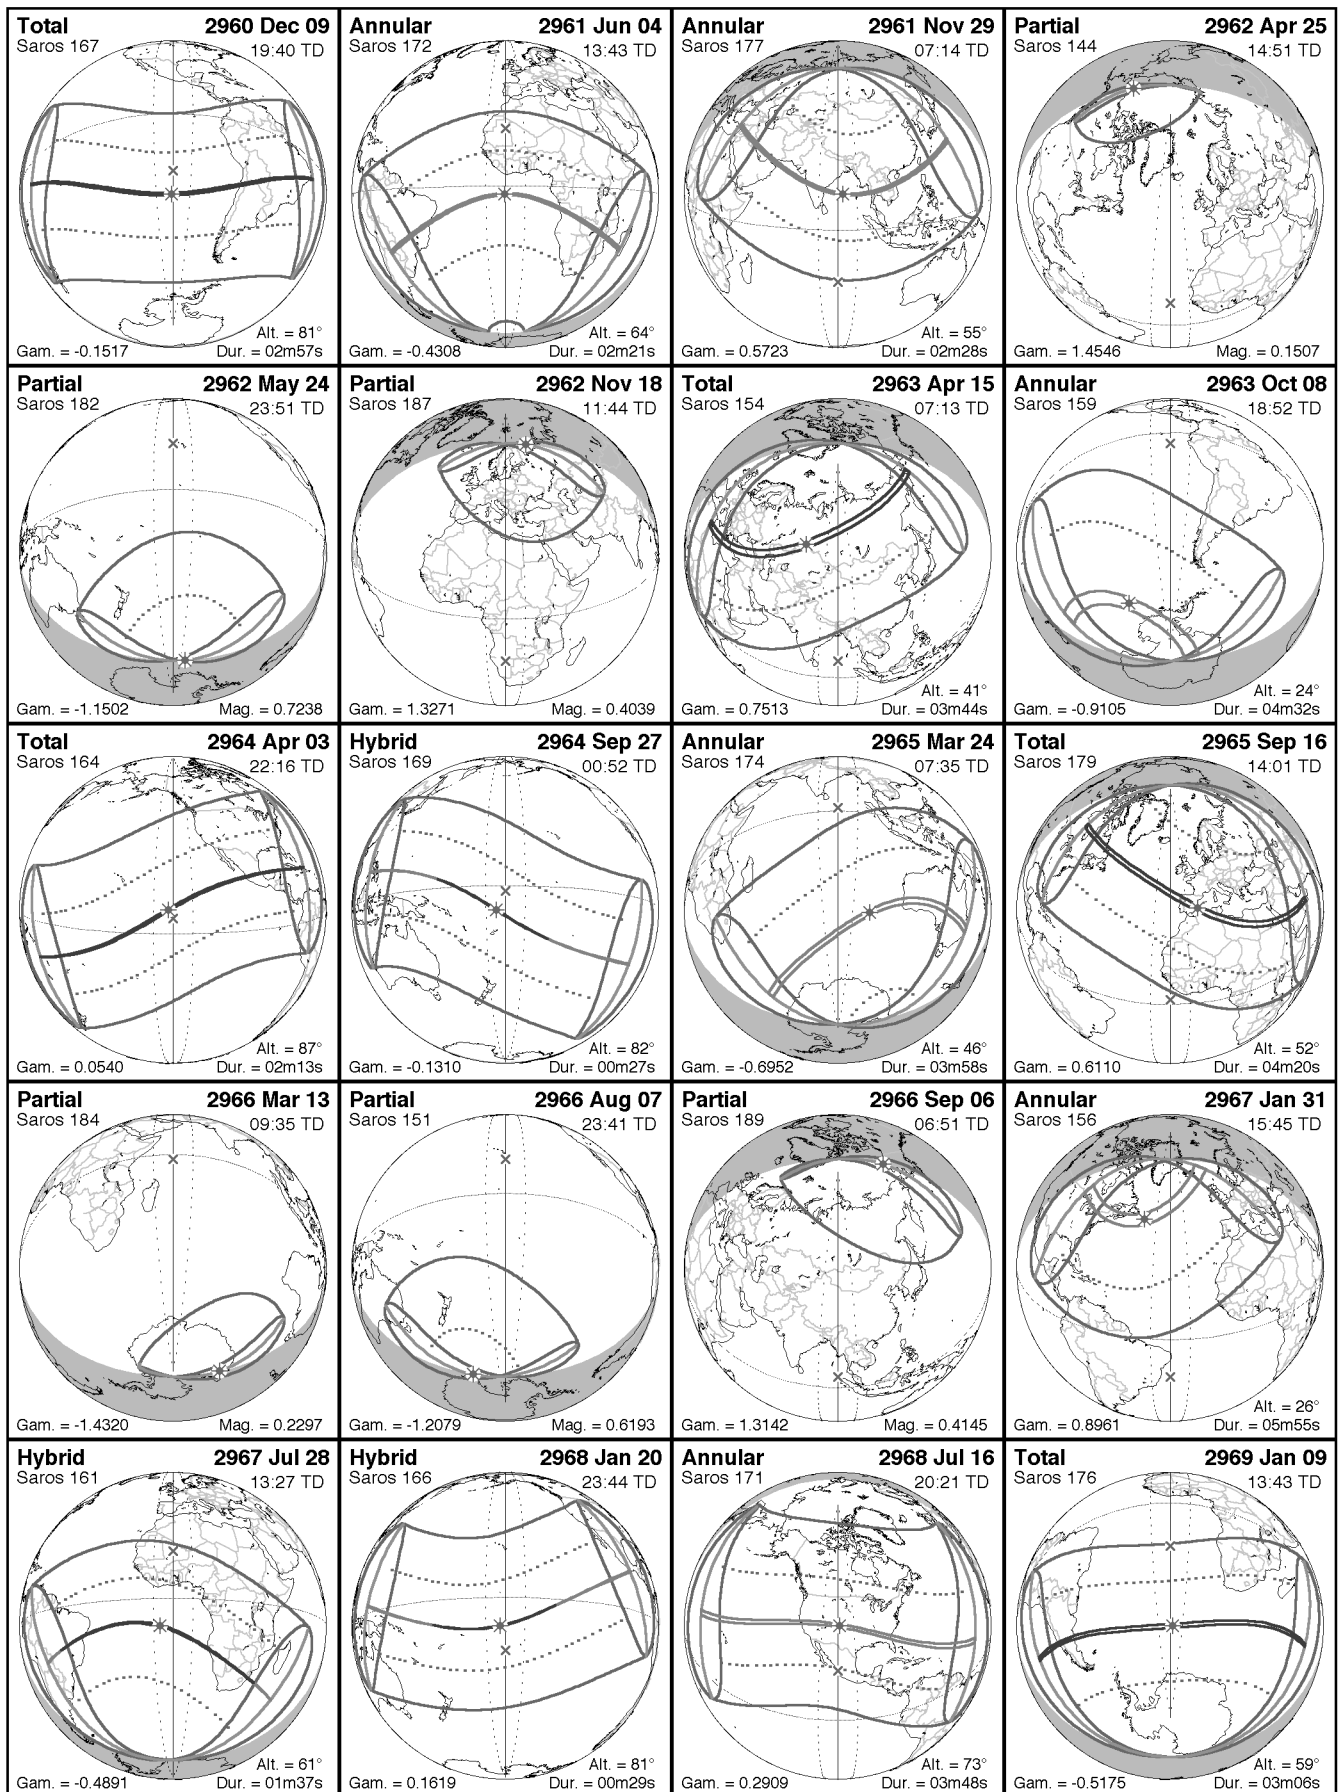 Total 2960 Dec 09
Saros 167 19:40 TD
Alt. = 81°
Gam. = -0.1517 Dur. = 02m57s
Annular 2961 Jun 04
Saros 172 13:43 TD
Alt. = 64°
Gam. = -0.4308 Dur. = 02m21s
Annular 2961 Nov 29
Saros 177 07:14 TD
Alt. = 55°
Gam. = 0.5723 Dur. = 02m28s
Partial 2962 Apr 25
Saros 144 14:51 TD
Gam. = 1.4546 Mag. = 0.1507
Partial 2962 May 24
Saros 182 23:51 TD
Gam. = -1.1502 Mag. = 0.7238
Partial 2962 Nov 18
Saros 187 11:44 TD
Gam. = 1.3271 Mag. = 0.4039
Total 2963 Apr 15
Saros 154 07:13 TD
Alt. = 41°
Gam. = 0.7513 Dur. = 03m44s
Annular 2963 Oct 08
Saros 159 18:52 TD
Alt. = 24°
Gam. = -0.9105 Dur. = 04m32s
Total 2964 Apr 03
Saros 164 22:16 TD
Alt. = 87°
Gam. = 0.0540 Dur. = 02m13s
Hybrid 2964 Sep 27
Saros 169 00:52 TD
Alt. = 82°
Gam. = -0.1310 Dur. = 00m27s
Annular 2965 Mar 24
Saros 174 07:35 TD
Alt. = 46°
Gam. = -0.6952 Dur. = 03m58s
Total 2965 Sep 16
Saros 179 14:01 TD
Alt. = 52°
Gam. = 0.6110 Dur. = 04m20s
Partial 2966 Mar 13
Saros 184 09:35 TD
Gam. = -1.4320 Mag. = 0.2297
Partial 2966 Aug 07
Saros 151 23:41 TD
Gam. = -1.2079 Mag. = 0.6193
Partial 2966 Sep 06
Saros 189 06:51 TD
Gam. = 1.3142 Mag. = 0.4145
Annular 2967 Jan 31
Saros 156 15:45 TD
Alt. = 26°
Gam. = 0.8961 Dur. = 05m55s
Hybrid 2967 Jul 28
Saros 161 13:27 TD
Alt. = 61°
Gam. = -0.4891 Dur. = 01m37s
Hybrid 2968 Jan 20
Saros 166 23:44 TD
Alt. = 81°
Gam. = 0.1619 Dur. = 00m29s
Annular 2968 Jul 16
Saros 171 20:21 TD
Alt. = 73°
Gam. = 0.2909 Dur. = 03m48s
Total 2969 Jan 09
Saros 176 13:43 TD
Alt. = 59°
Gam. = -0.5175 Dur. = 03m06s